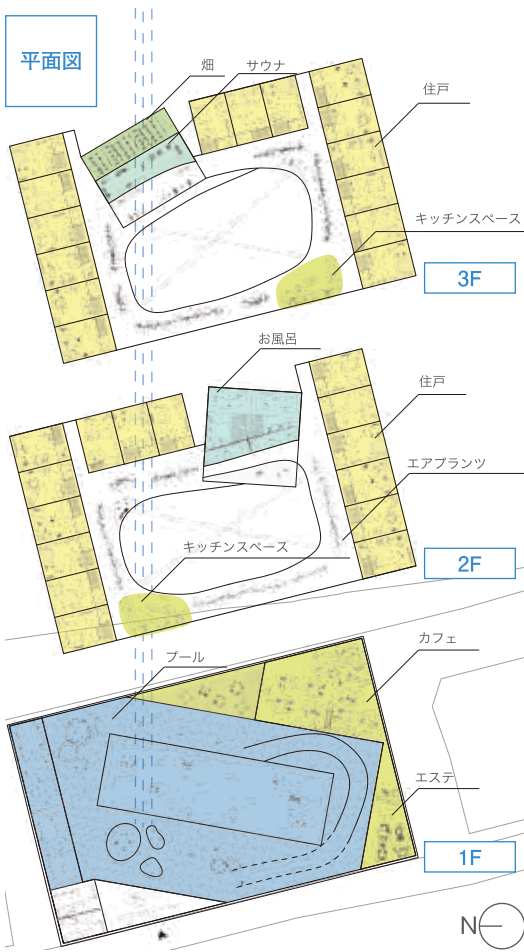 平面図
畑
サウナ
住戸
キッチンスペース
3F
お風呂
住戸
エアプランツ
キッチンスペース
2F
プール
カフェ
エステ
1F
N